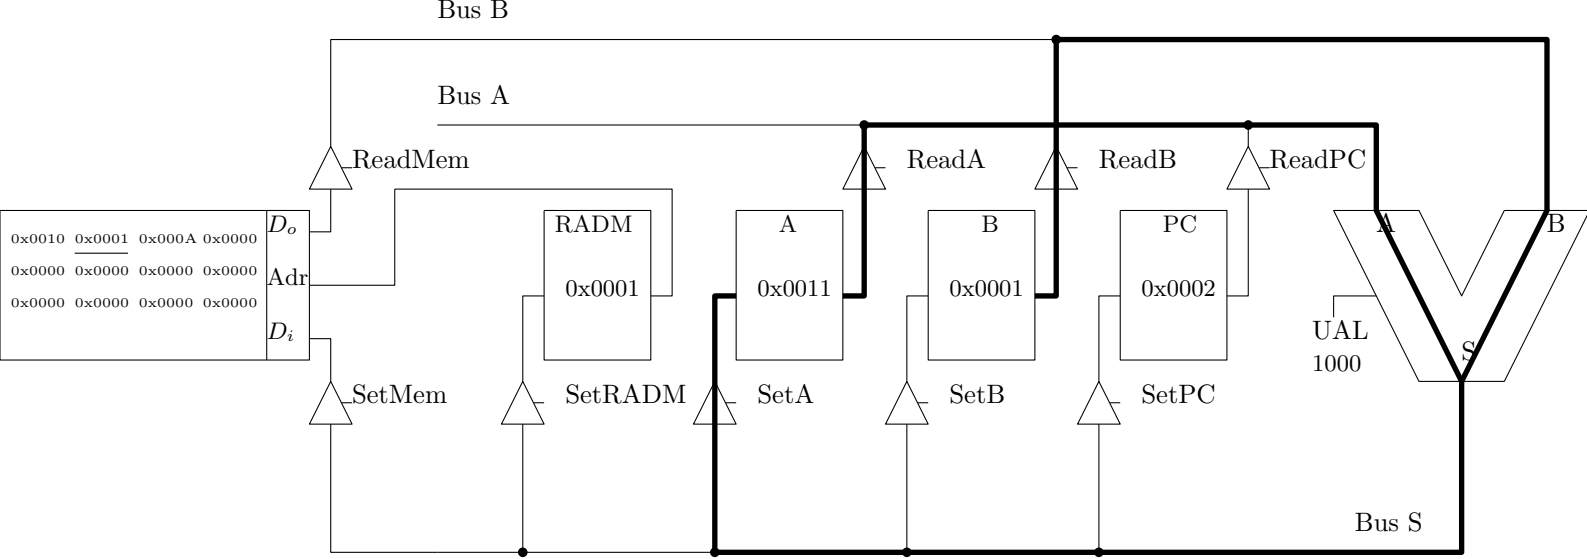 Bus B
Bus A
ReadMem
ReadA
ReadB
ReadPC
D_o
RADM
A
B
PC
A
B
0x0010 0x0001 0x000A 0x0000
0x0000 0x0000 0x0000 0x0000
Adr
0x0001
0x0011
0x0001
0x0002
0x0000 0x0000 0x0000 0x0000
D_i
UAL
1000
S
SetMem
SetRADM
SetA
SetB
SetPC
Bus S